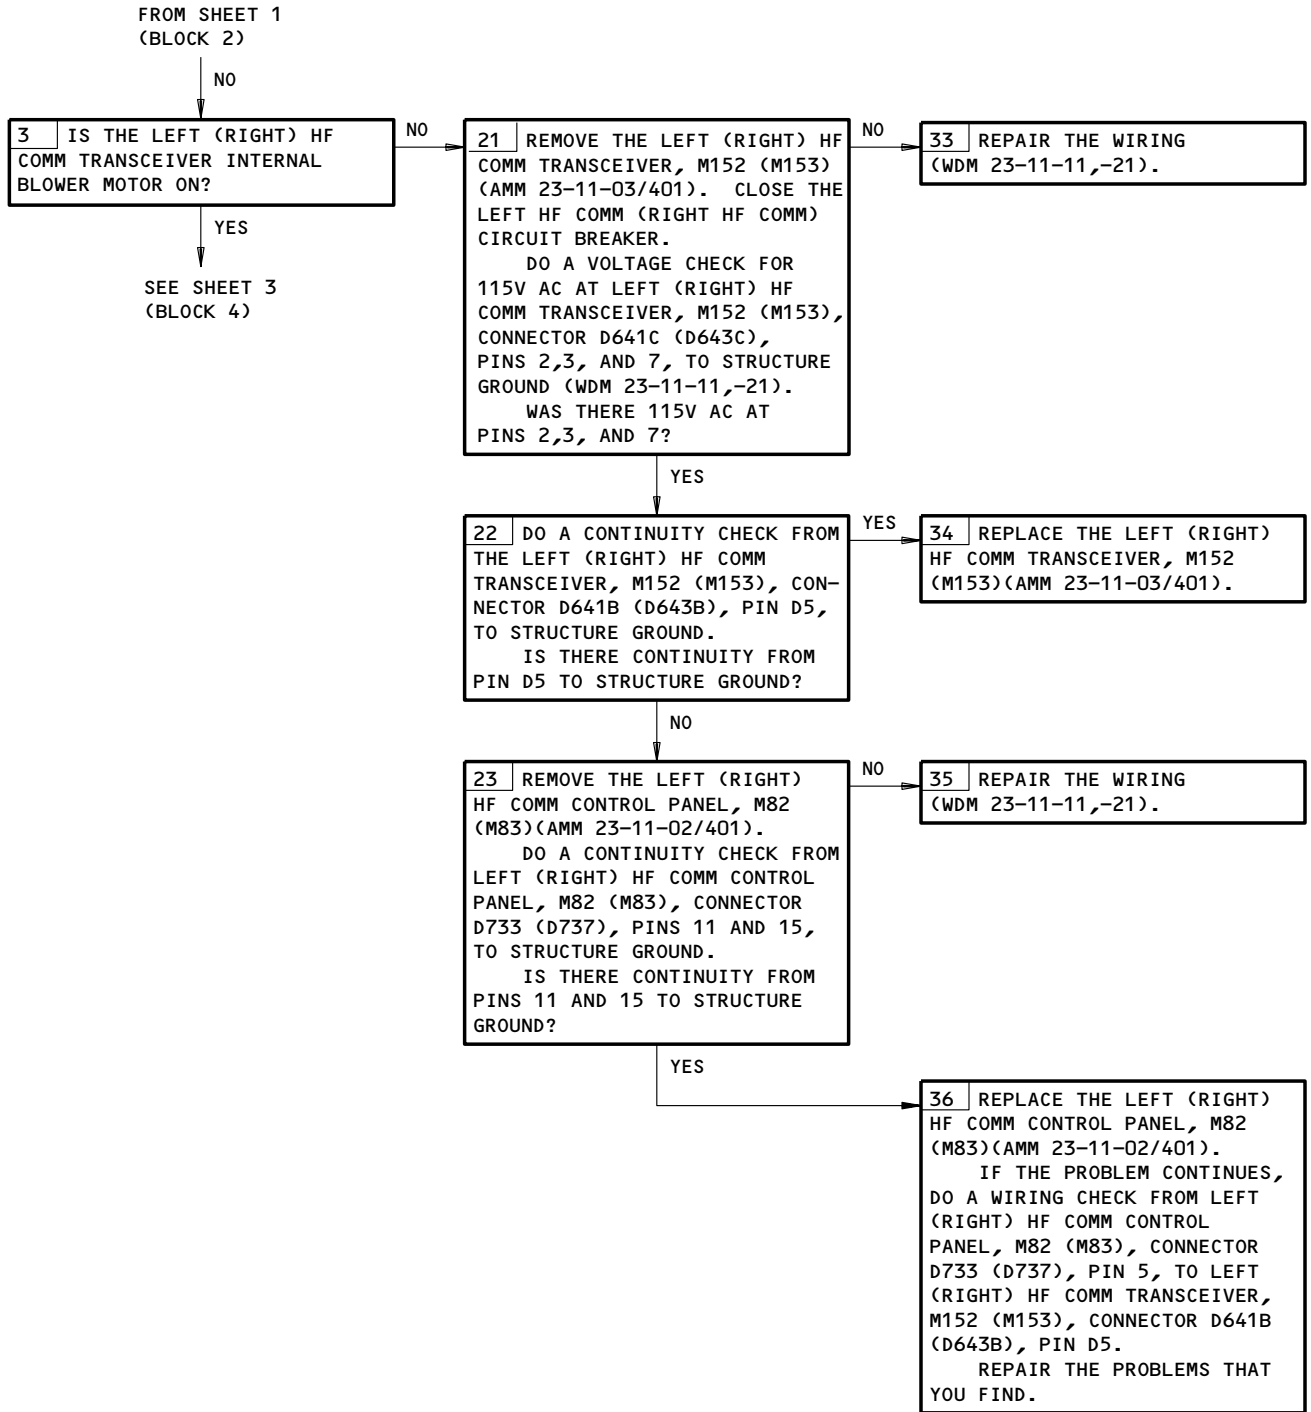 FROM SHEET 1
(BLOCK 2)
NO
3 IS THE LEFT (RIGHT) HF
COMM TRANSCEIVER INTERNAL
BLOWER MOTOR ON?
NO
YES
SEE SHEET 3
(BLOCK 4)
21 REMOVE THE LEFT (RIGHT) HF
COMM TRANSCEIVER, M152 (M153)
(AMM 23-11-03/401). CLOSE THE
LEFT HF COMM (RIGHT HF COMM)
CIRCUIT BREAKER.
DO A VOLTAGE CHECK FOR
115V AC AT LEFT (RIGHT) HF
COMM TRANSCEIVER, M152 (M153),
CONNECTOR D641C (D643C),
PINS 2,3, AND 7, TO STRUCTURE
GROUND (WDM 23-11-11,-21).
WAS THERE 115V AC AT
PINS 2,3, AND 7?
NO
33 REPAIR THE WIRING
(WDM 23-11-11,-21).
YES
22 DO A CONTINUITY CHECK FROM
THE LEFT (RIGHT) HF COMM
TRANSCEIVER, M152 (M153), CON-
NECTOR D641B (D643B), PIN D5,
TO STRUCTURE GROUND.
IS THERE CONTINUITY FROM
PIN D5 TO STRUCTURE GROUND?
YES
34 REPLACE THE LEFT (RIGHT)
HF COMM TRANSCEIVER, M152
(M153)(AMM 23-11-03/401).
NO
23 REMOVE THE LEFT (RIGHT)
HF COMM CONTROL PANEL, M82
(M83)(AMM 23-11-02/401).
DO A CONTINUITY CHECK FROM
LEFT (RIGHT) HF COMM CONTROL
PANEL, M82 (M83), CONNECTOR
D733 (D737), PINS 11 AND 15,
TO STRUCTURE GROUND.
IS THERE CONTINUITY FROM
PINS 11 AND 15 TO STRUCTURE
GROUND?
NO
35 REPAIR THE WIRING
(WDM 23-11-11,-21).
YES
36 REPLACE THE LEFT (RIGHT)
HF COMM CONTROL PANEL, M82
(M83)(AMM 23-11-02/401).
IF THE PROBLEM CONTINUES,
DO A WIRING CHECK FROM LEFT
(RIGHT) HF COMM CONTROL
PANEL, M82 (M83), CONNECTOR
D733 (D737), PIN 5, TO LEFT
(RIGHT) HF COMM TRANSCEIVER,
M152 (M153), CONNECTOR D641B
(D643B), PIN D5.
REPAIR THE PROBLEMS THAT
YOU FIND.